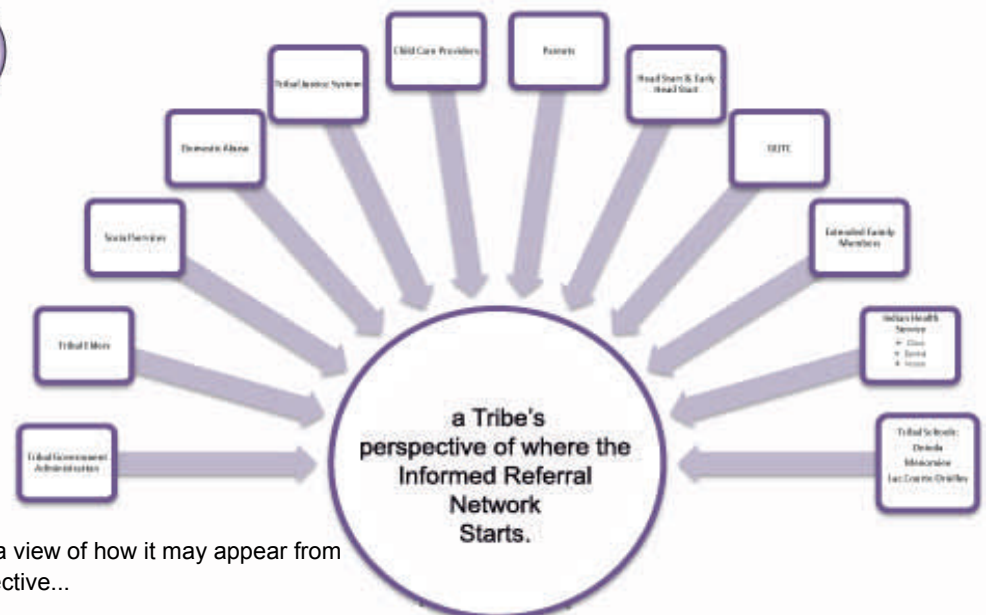 Child Care Providers
Parents
Tribal Justice System
Head Start & Early
Head Start
Domestic Abuse
Social Services
Extended Family
Members
Tribal Elders
Indian Health
Service
Tribal Government
Administration
Tribal Schools:
Oneida
Menominee
Lac Courte Oreilles
a Tribe's
perspective of where the
Informed Referral
Network
Starts.
a view of how it may appear from
ective...